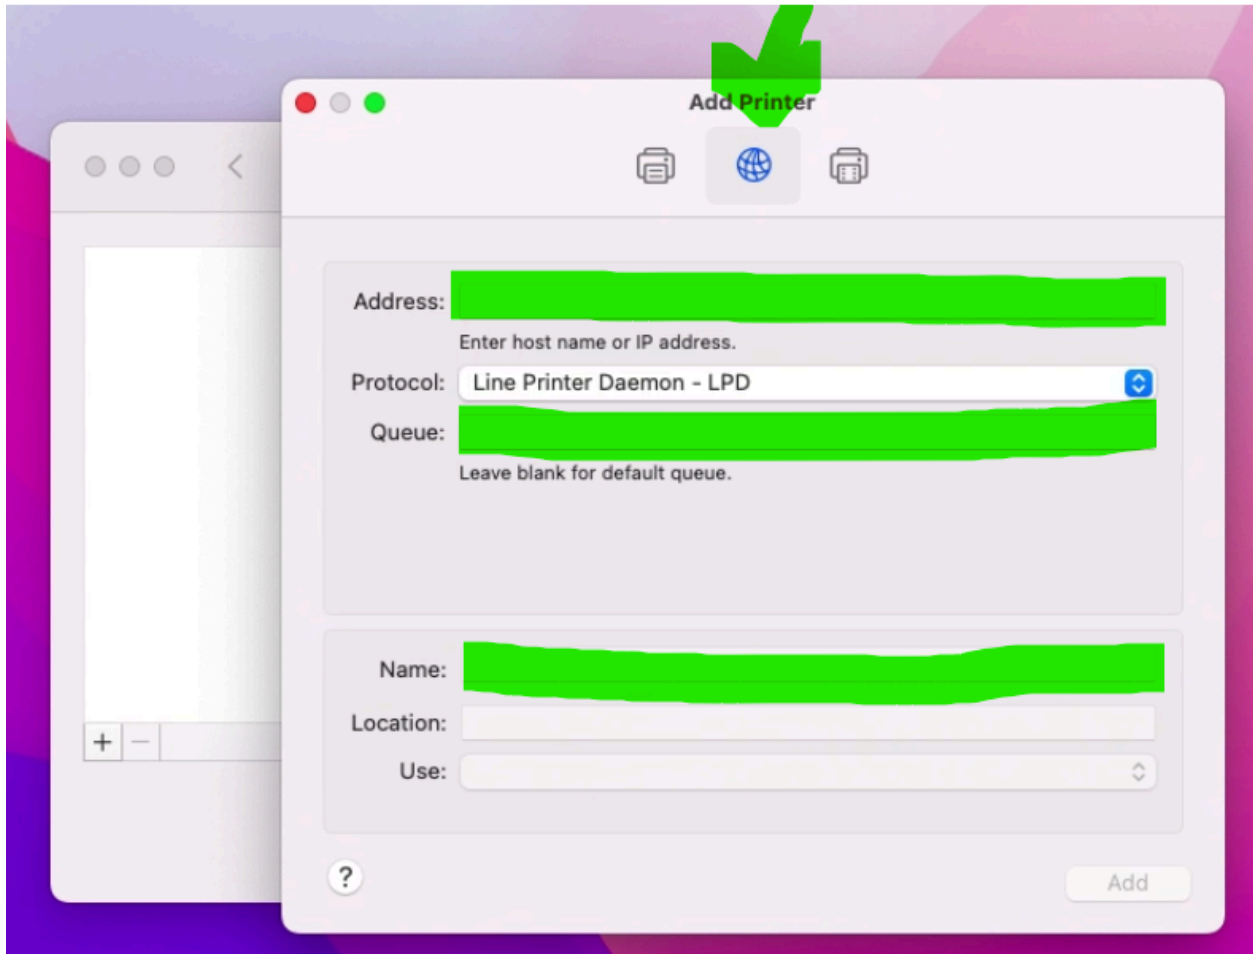 Add Printer
Address:
Enter host name or IP address.
Protocol: Line Printer Daemon - LPD
Queue:
Leave blank for default queue.
Name:
Location:
Use:
+ −
?
Add